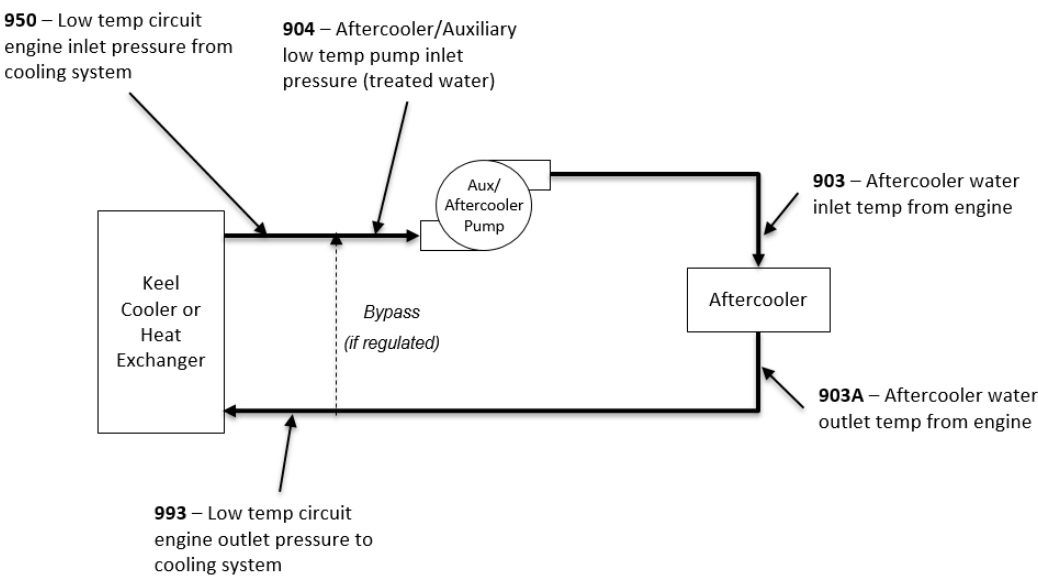 950 – Low temp circuit
engine inlet pressure from
cooling system
904 – Aftercooler/Auxiliary
low temp pump inlet
pressure (treated water)
Aux/
Aftercooler
Pump
903 – Aftercooler water
inlet temp from engine
Keel
Cooler or
Heat
Exchanger
Bypass
(if regulated)
Aftercooler
903A – Aftercooler water
outlet temp from engine
993 – Low temp circuit
engine outlet pressure to
cooling system